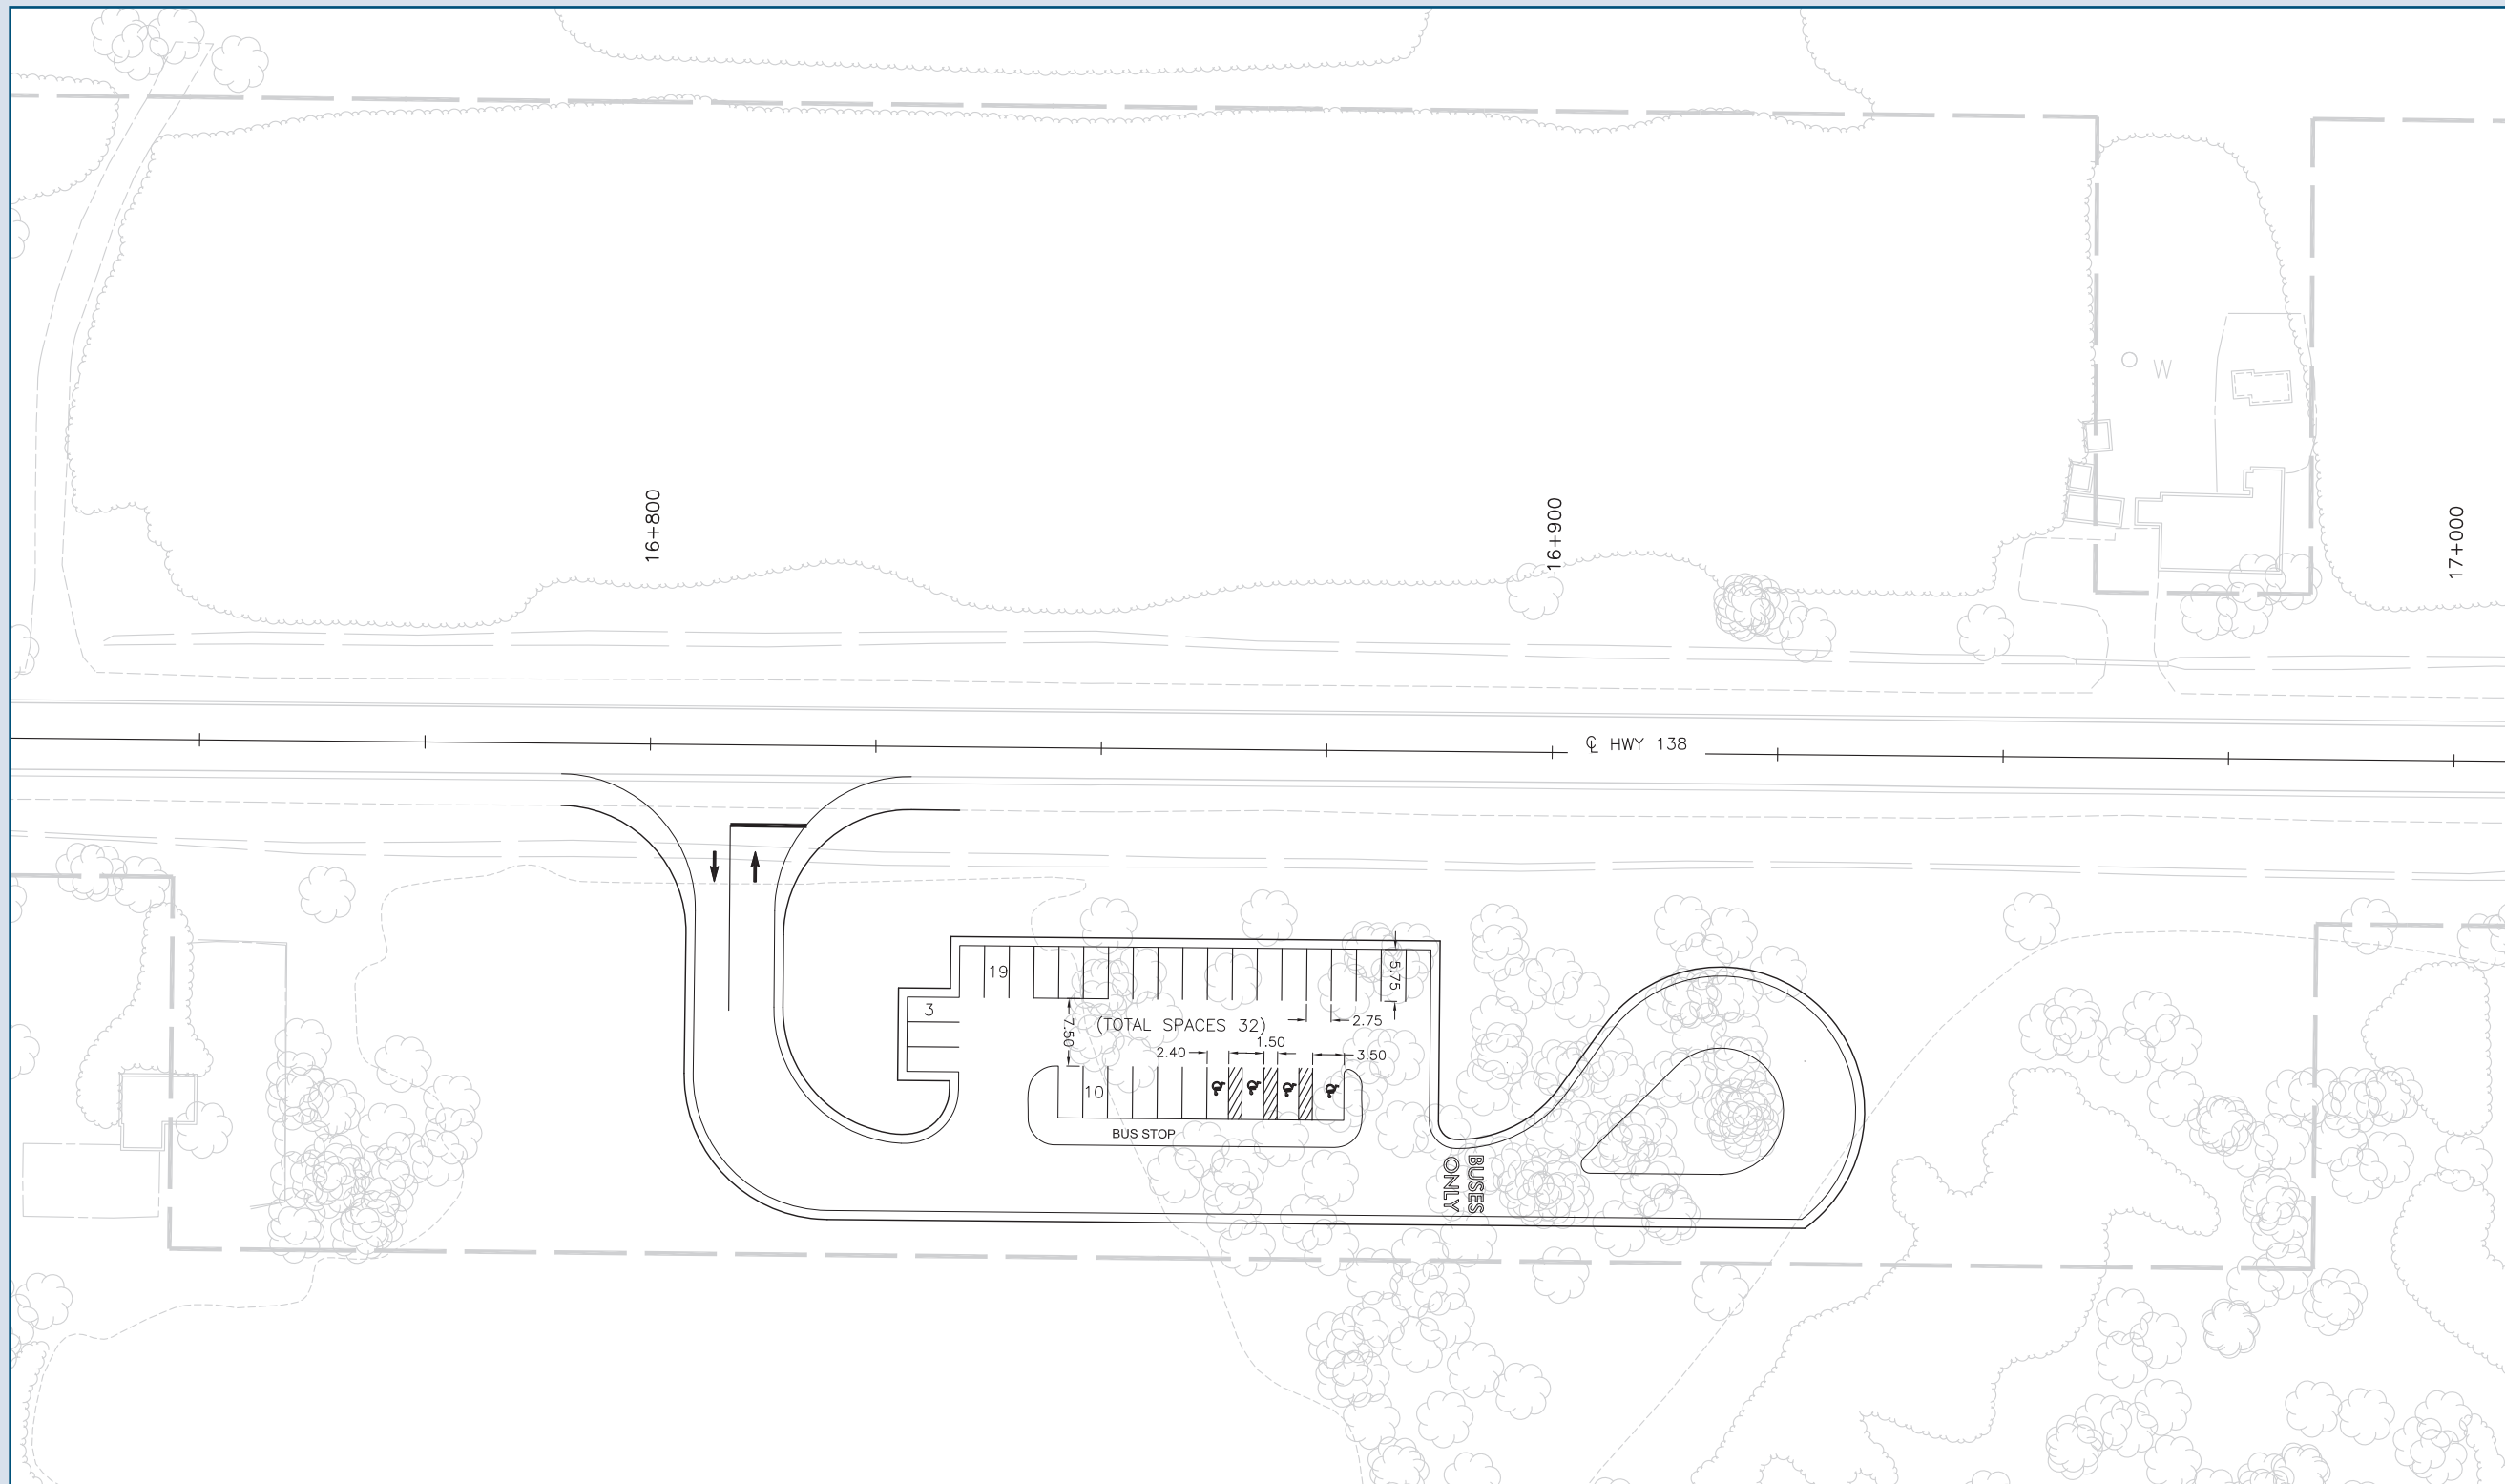 16+800
16+900
17+000
W
℄ HWY 138
19
5.75
3
7.50
(TOTAL SPACES 32)
2.75
1.50
2.40
3.50
10
BUS STOP
BUSES
ONLY